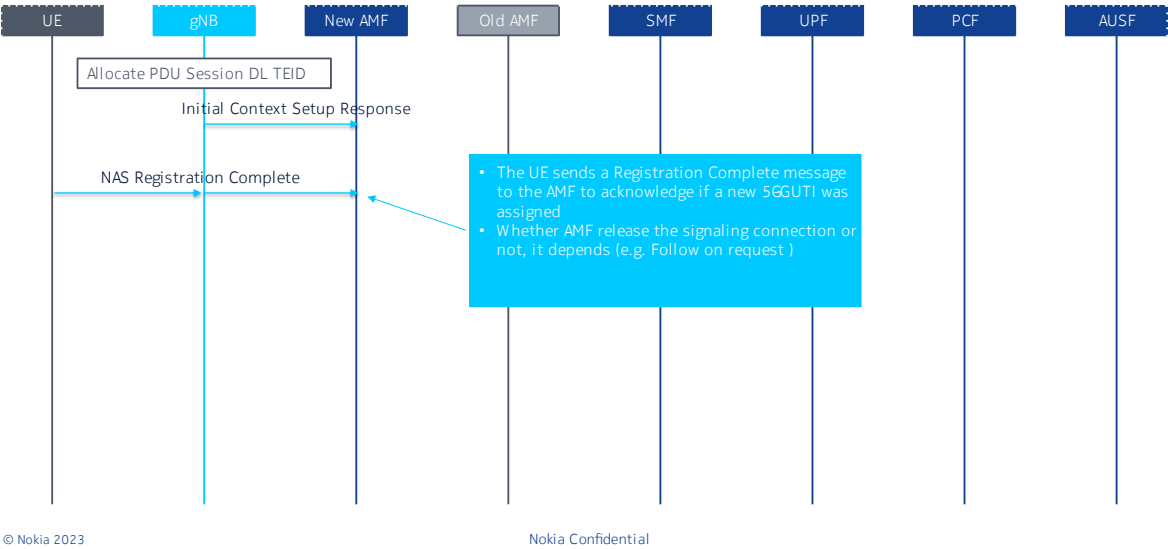 UE gNB New AMF Old AMF SMF UPF PCF AUSF
Allocate PDU Session DL TEID
Initial Context Setup Response
NAS Registration Complete
• The UE sends a Registration Complete message
to the AMF to acknowledge if a new 5GGUTI was
assigned
• Whether AMF release the signaling connection or
not, it depends (e.g. Follow on request )
© Nokia 2023
Nokia Confidential